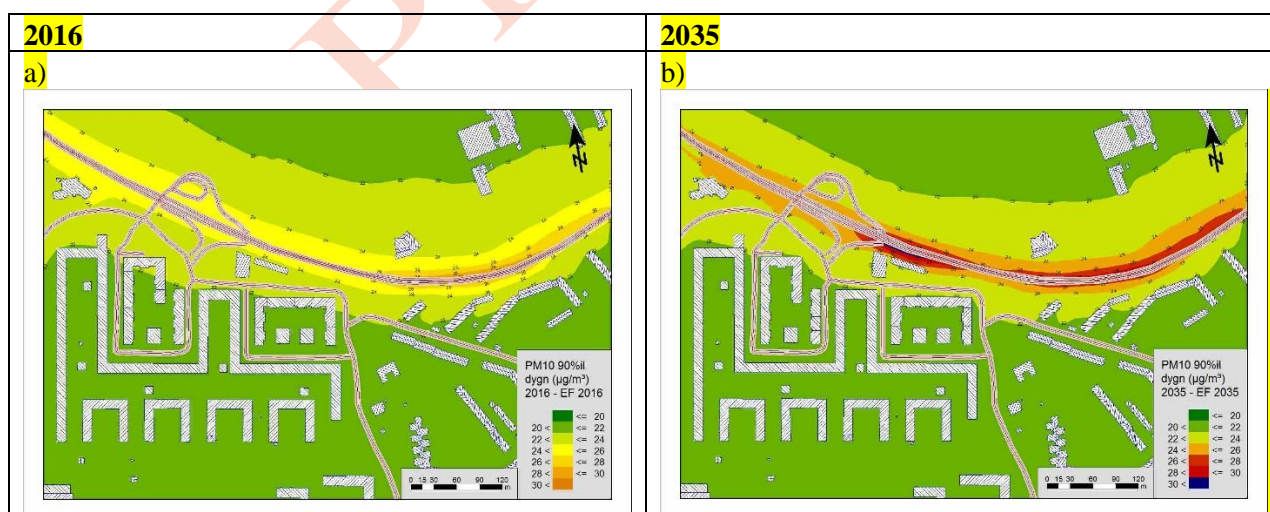 2016
2035
a)
b)
N
PM10 90%il
dygn (µg/m³)
2016 - EF 2016
<= 20
20 < <= 22
22 < <= 24
24 < <= 26
26 < <= 28
28 < <= 30
30 <
0 15 30 60 90 120
m
N
PM10 90%il
dygn (µg/m³)
2035 - EF 2035
<= 20
20 < <= 22
22 < <= 24
24 < <= 26
26 < <= 28
28 < <= 30
30 <
0 15 30 60 90 120
m